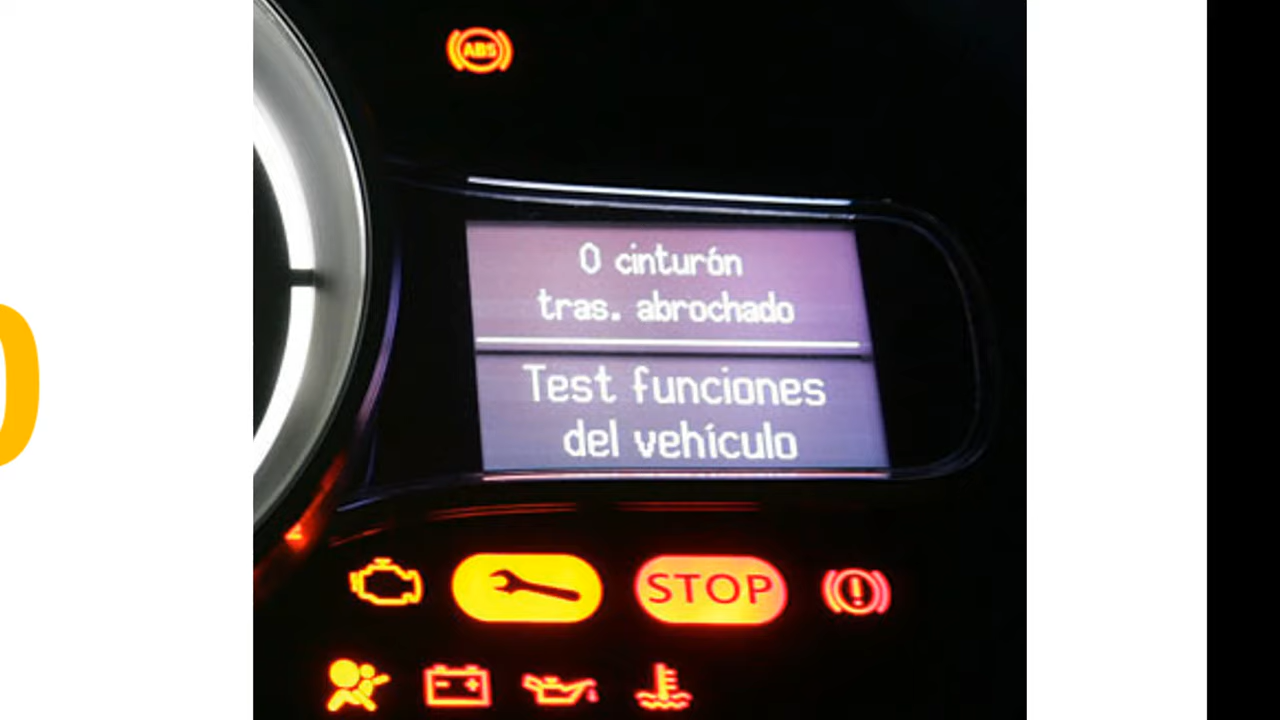 ABS
0 cinturón
tras. abrochado
Test funciones
del vehículo
STOP